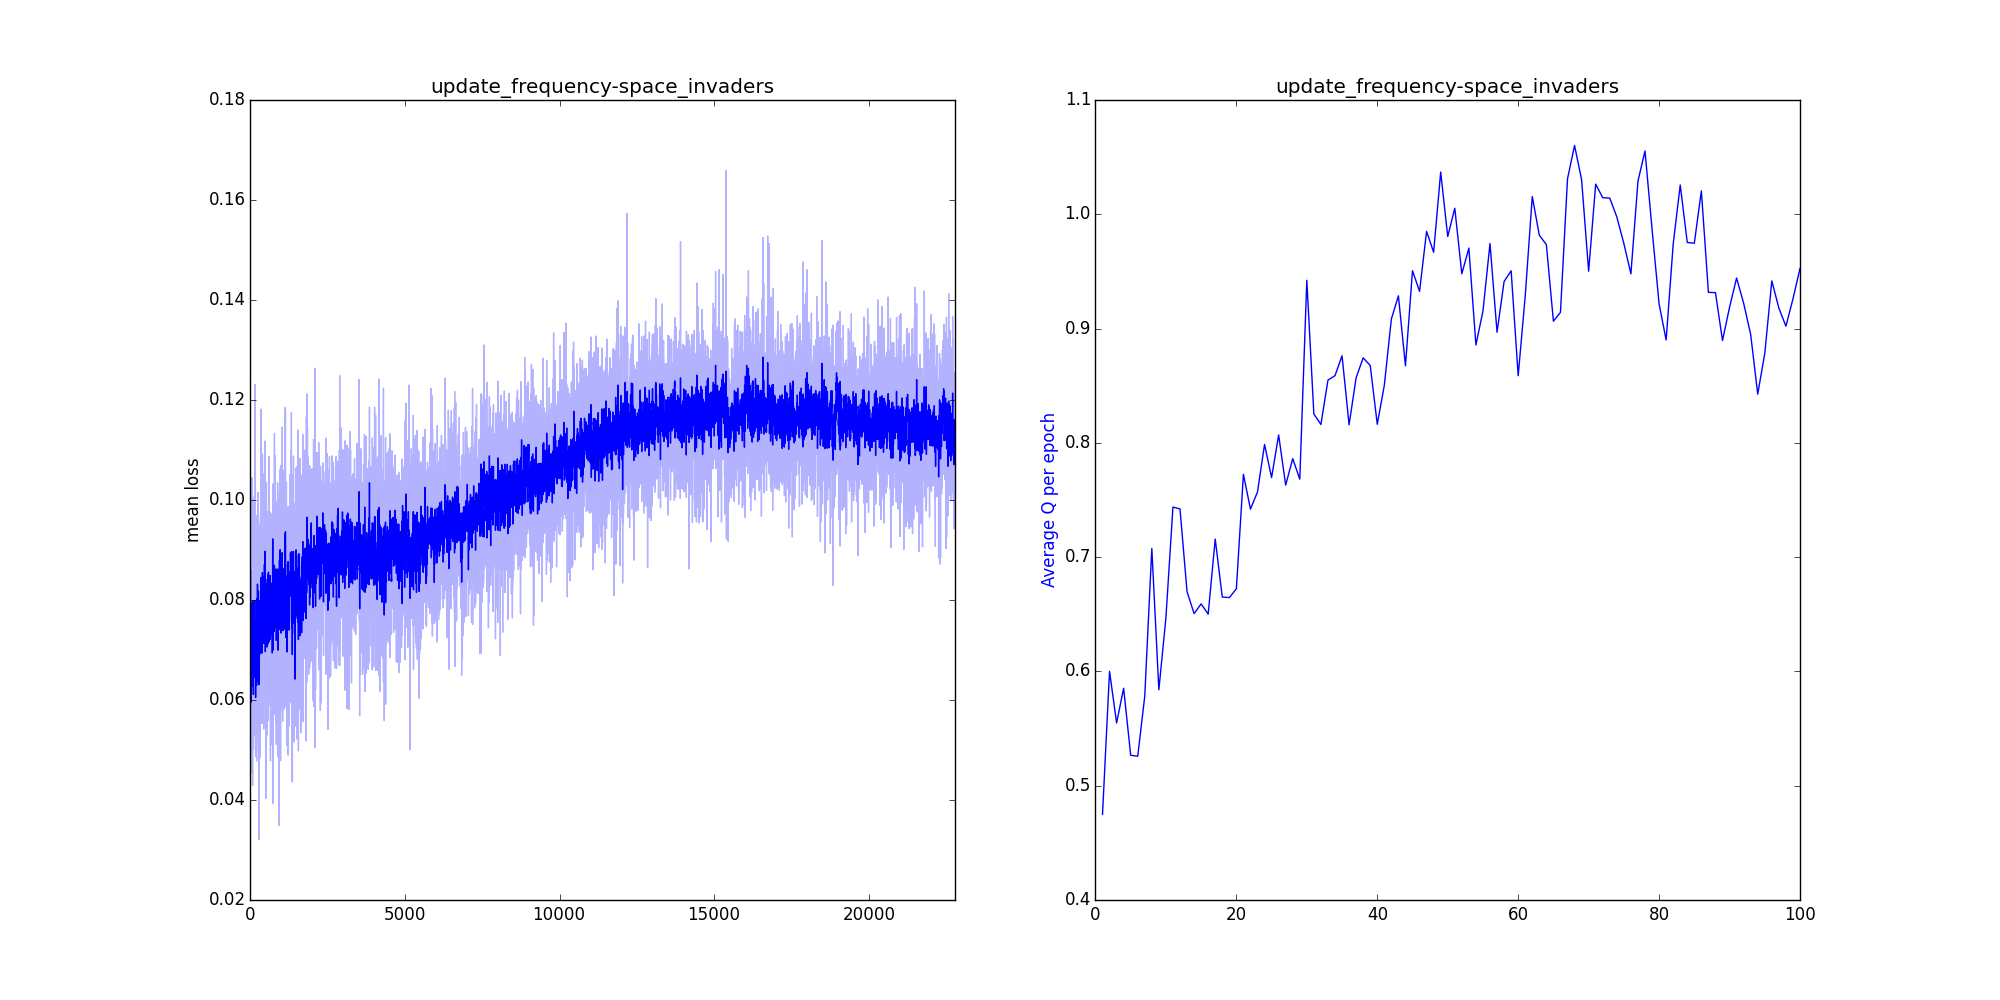 update_frequency-space_invaders
0.18
0.16
0.14
0.12
0.10
0.08
0.06
0.04
0.02
mean loss
0 5000 10000 15000 20000
update_frequency-space_invaders
1.1
1.0
0.9
0.8
0.7
0.6
0.5
0.4
Average Q per epoch
0 20 40 60 80 100